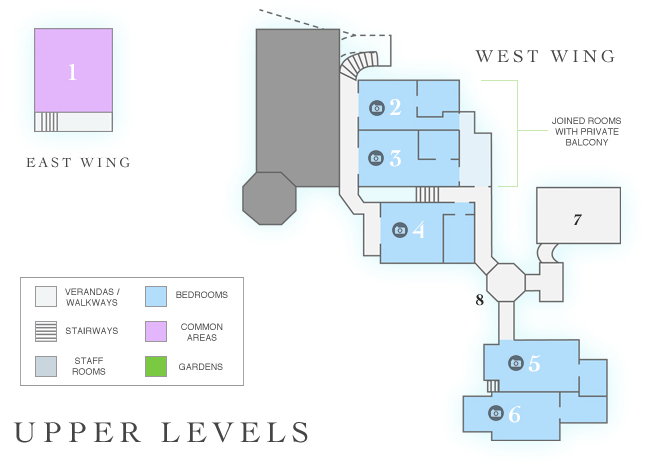 1
EAST WING
WEST WING
2
3
4
JOINED ROOMS
WITH PRIVATE
BALCONY
7
8
5
6
VERANDAS /
WALKWAYS
BEDROOMS
STAIRWAYS
COMMON
AREAS
STAFF
ROOMS
GARDENS
UPPER LEVELS